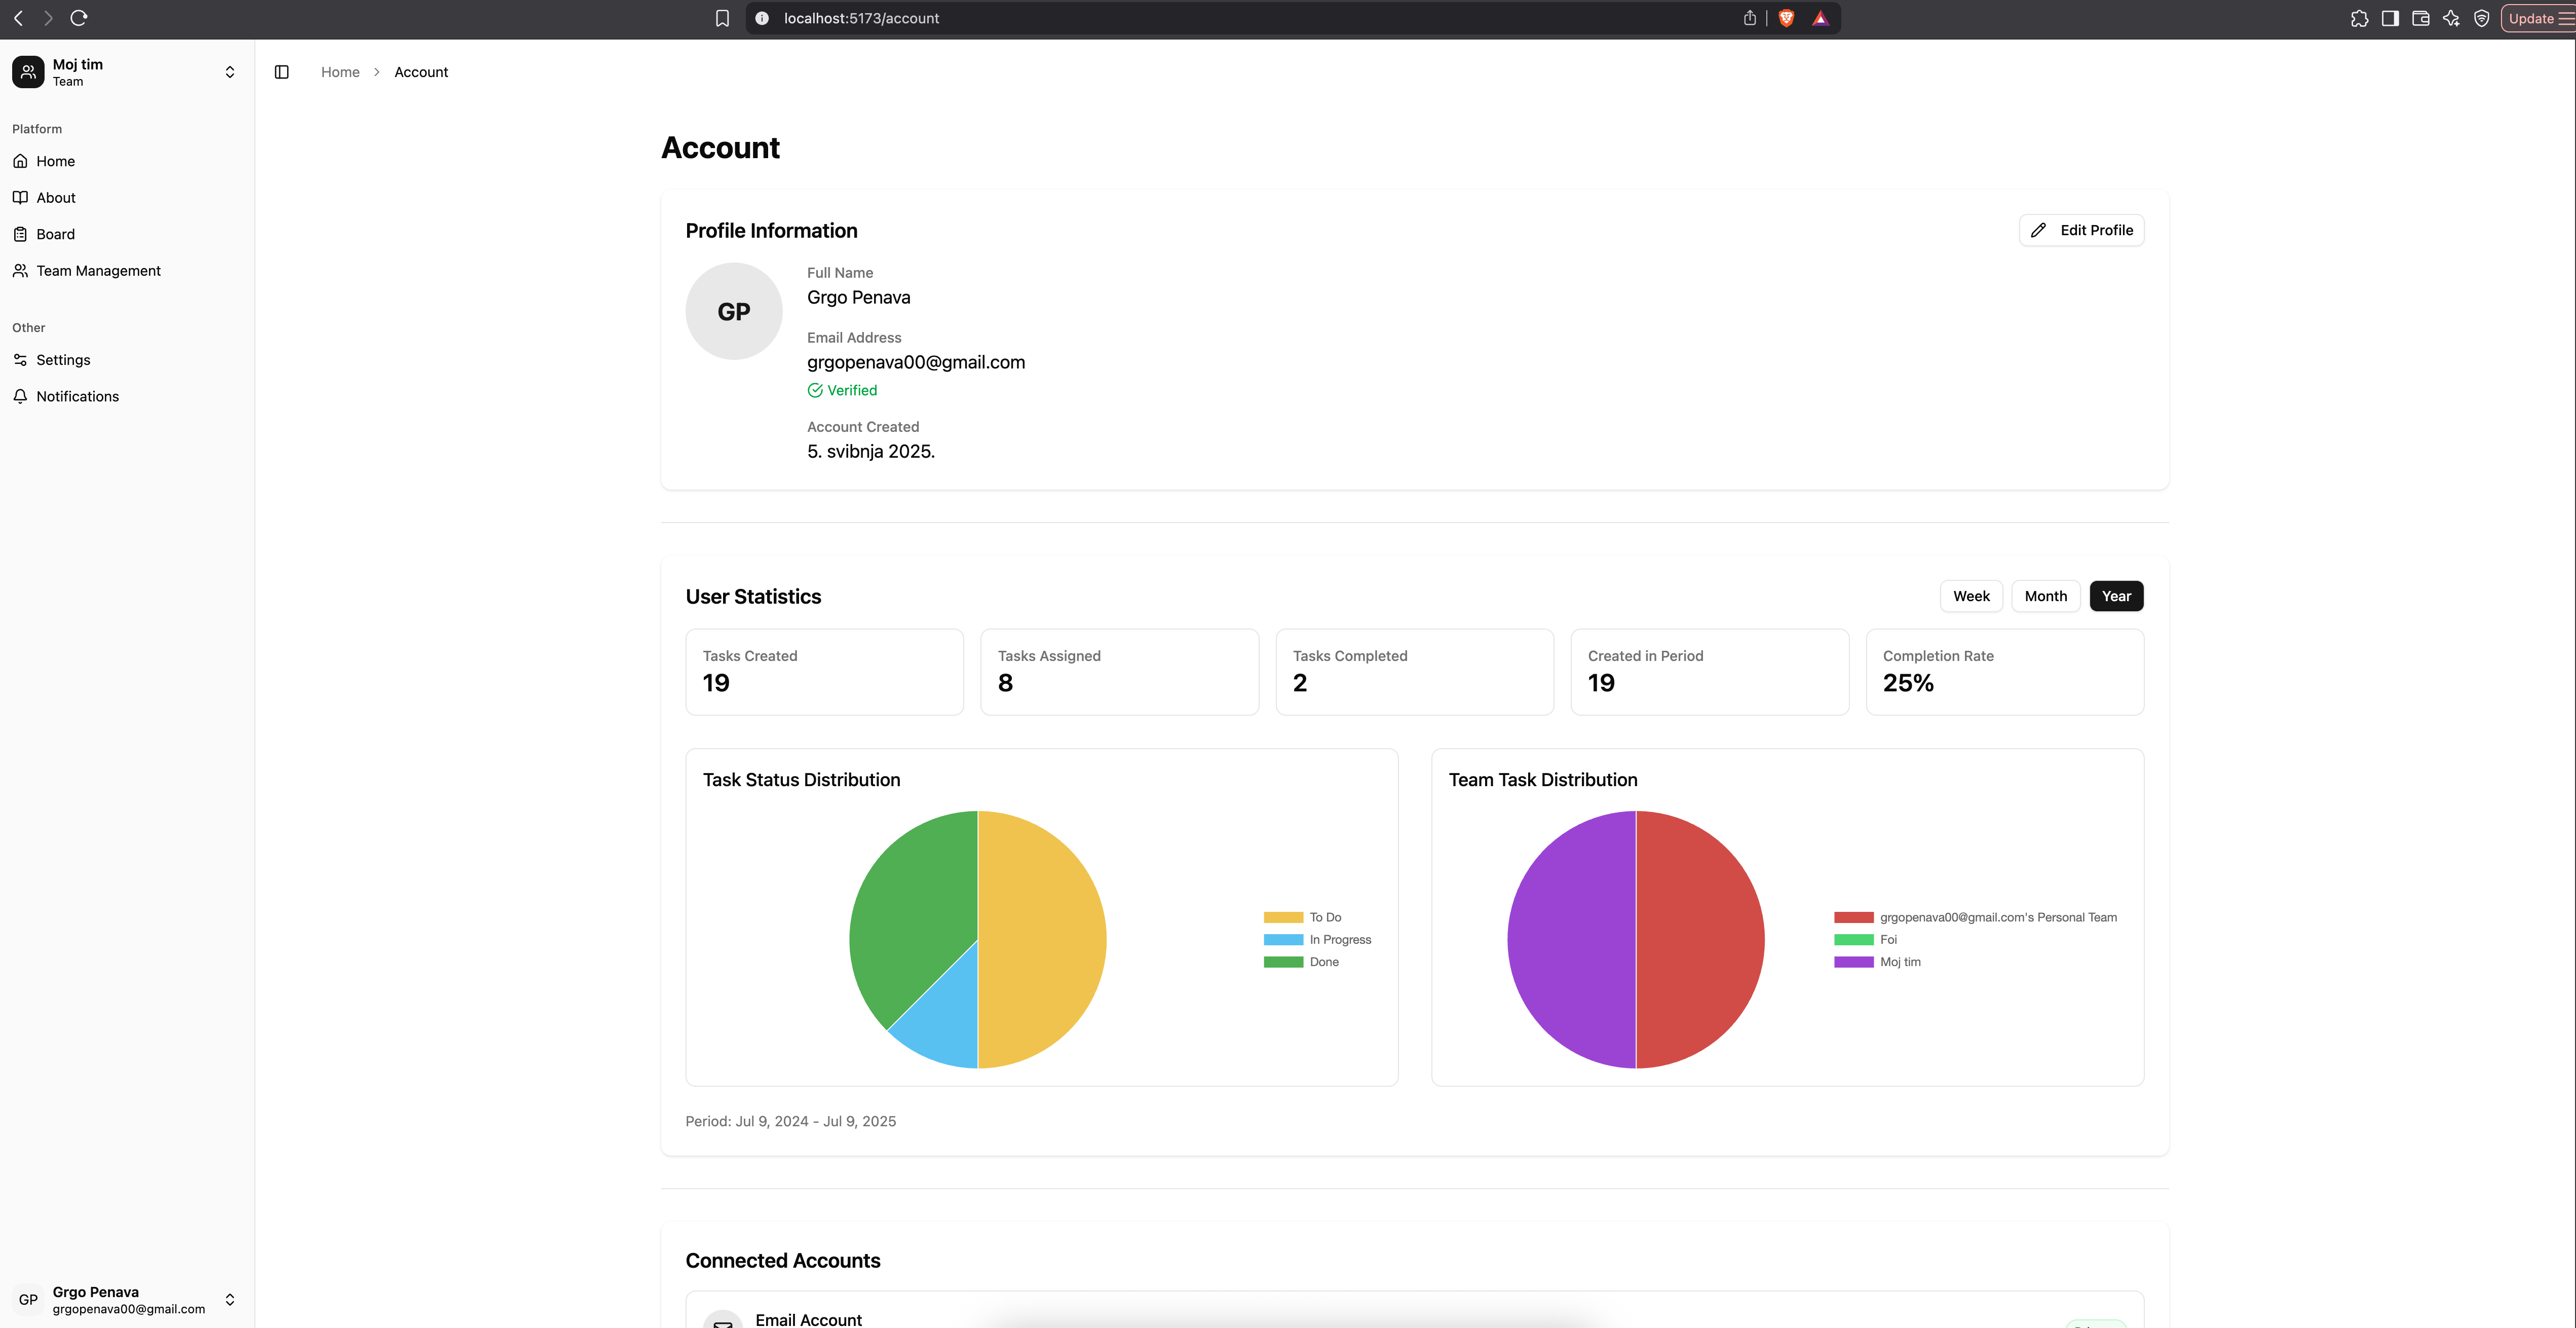 localhost:5173/account
Update
Moj tim
Team
Platform
Home
About
Board
Team Management
Other
Settings
Notifications
GP
Grgo Penava
grgopenava00@gmail.com
Home > Account
Account
Profile Information
Edit Profile
GP
Full Name
Grgo Penava
Email Address
grgopenava00@gmail.com
Verified
Account Created
5. svibnja 2025.
User Statistics
Week
Month
Year
Tasks Created
19
Tasks Assigned
8
Tasks Completed
2
Created in Period
19
Completion Rate
25%
Task Status Distribution
To Do
In Progress
Done
Team Task Distribution
grgopenava00@gmail.com's Personal Team
Foi
Moj tim
Period: Jul 9, 2024 - Jul 9, 2025
Connected Accounts
Email Account